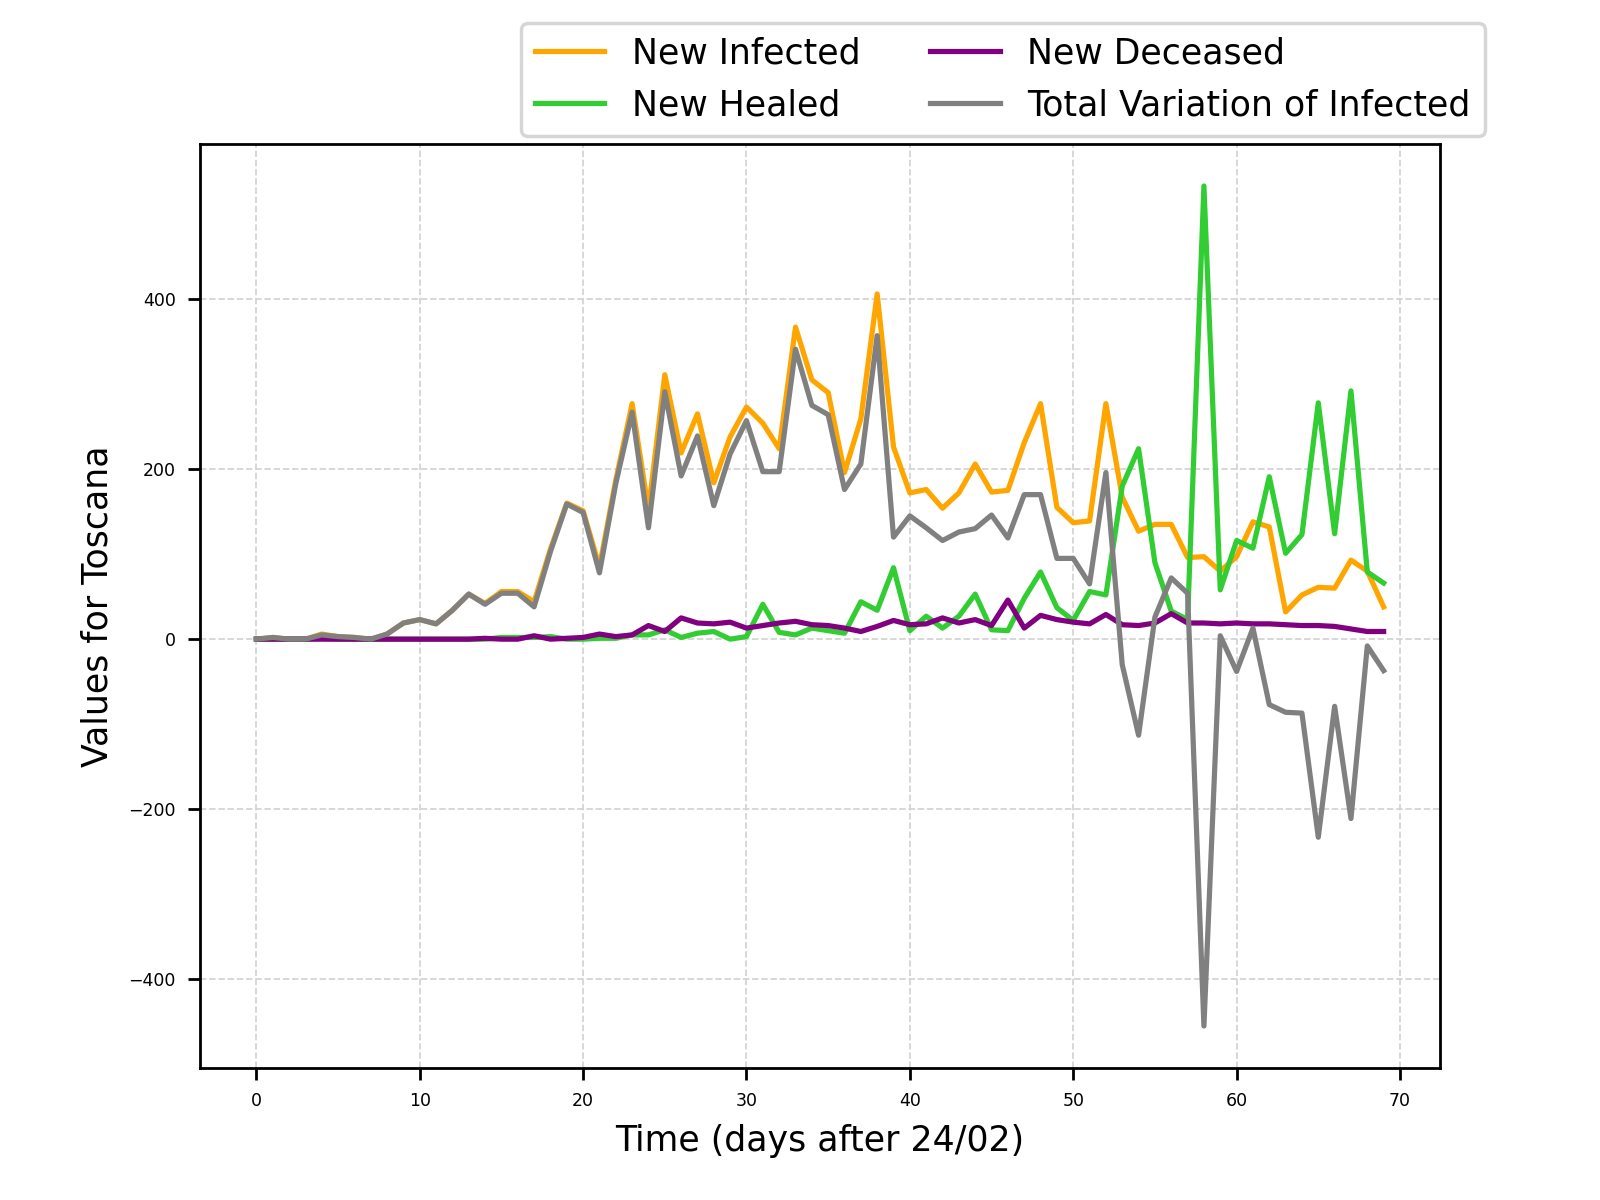 New Infected
New Healed
New Deceased
Total Variation of Infected
Values for Toscana
400
200
0
−200
−400
0 10 20 30 40 50 60 70
Time (days after 24/02)